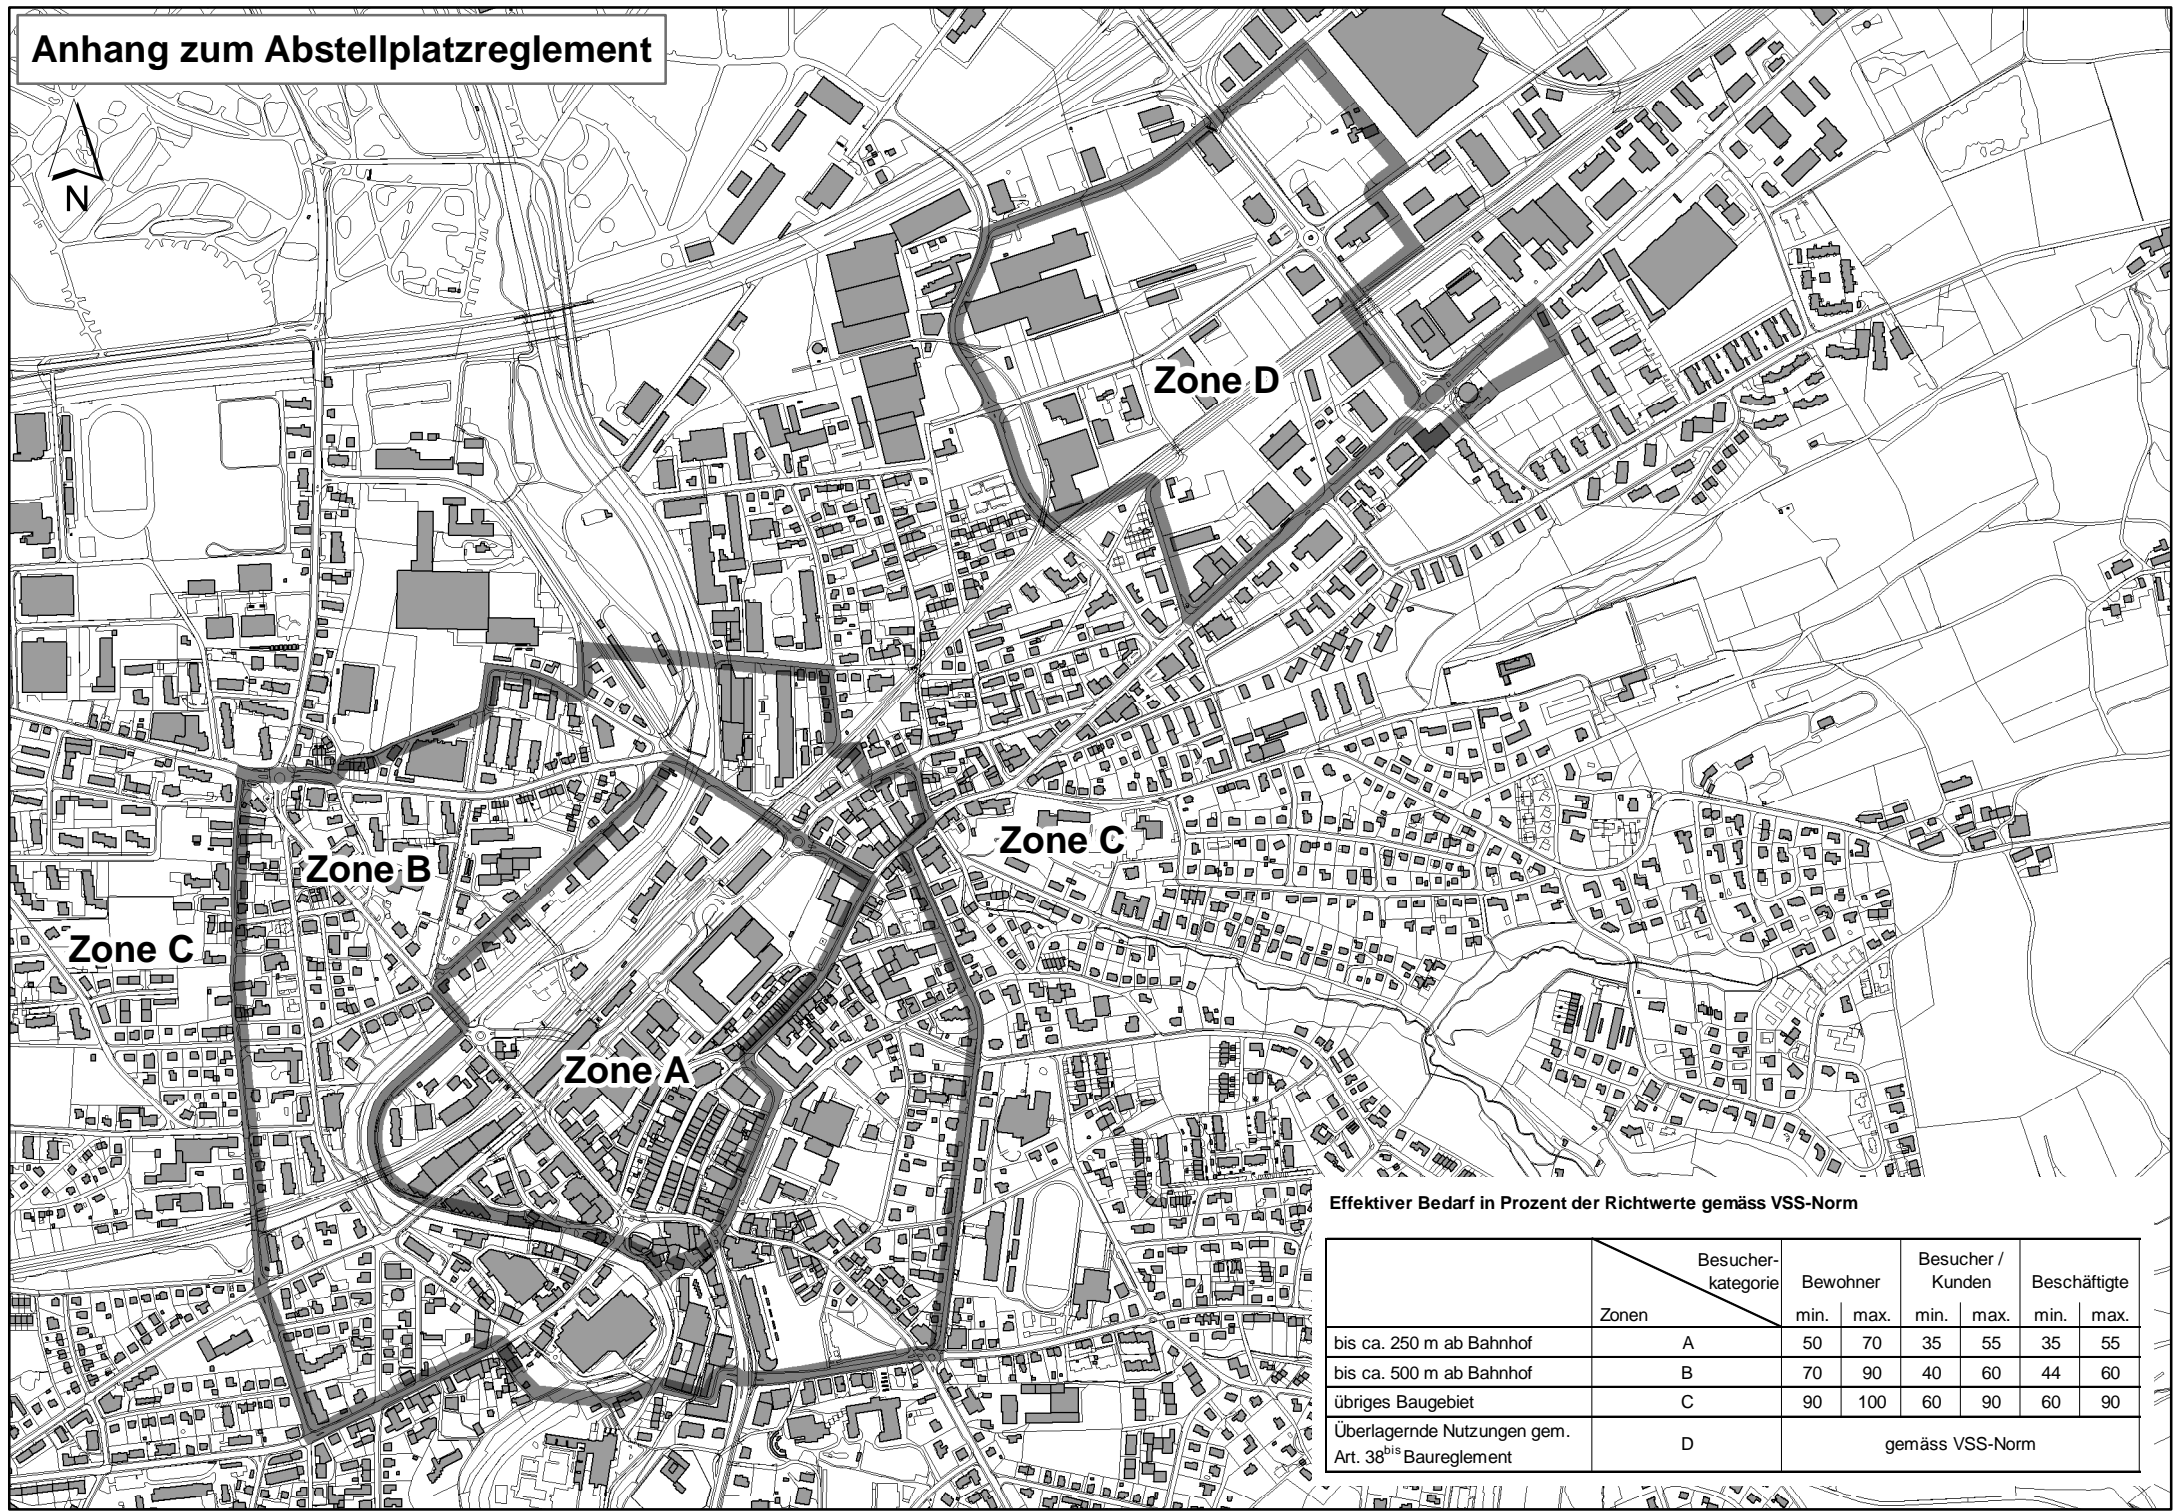 Anhang zum Abstellplatzreglement
N
Zone D
Zone C
Zone B
Zone C
Zone A
Effektiver Bedarf in Prozent der Richtwerte gemäss VSS-Norm
Besucher-
kategorie
Zonen
Bewohner
Besucher /
Kunden
Beschäftigte
min. max. min. max. min. max.
bis ca. 250 m ab Bahnhof A 50 70 35 55 35 55
bis ca. 500 m ab Bahnhof B 70 90 40 60 44 60
übriges Baugebiet C 90 100 60 90 60 90
Überlagernde Nutzungen gem.
Art. 38bis Baureglement D gemäss VSS-Norm